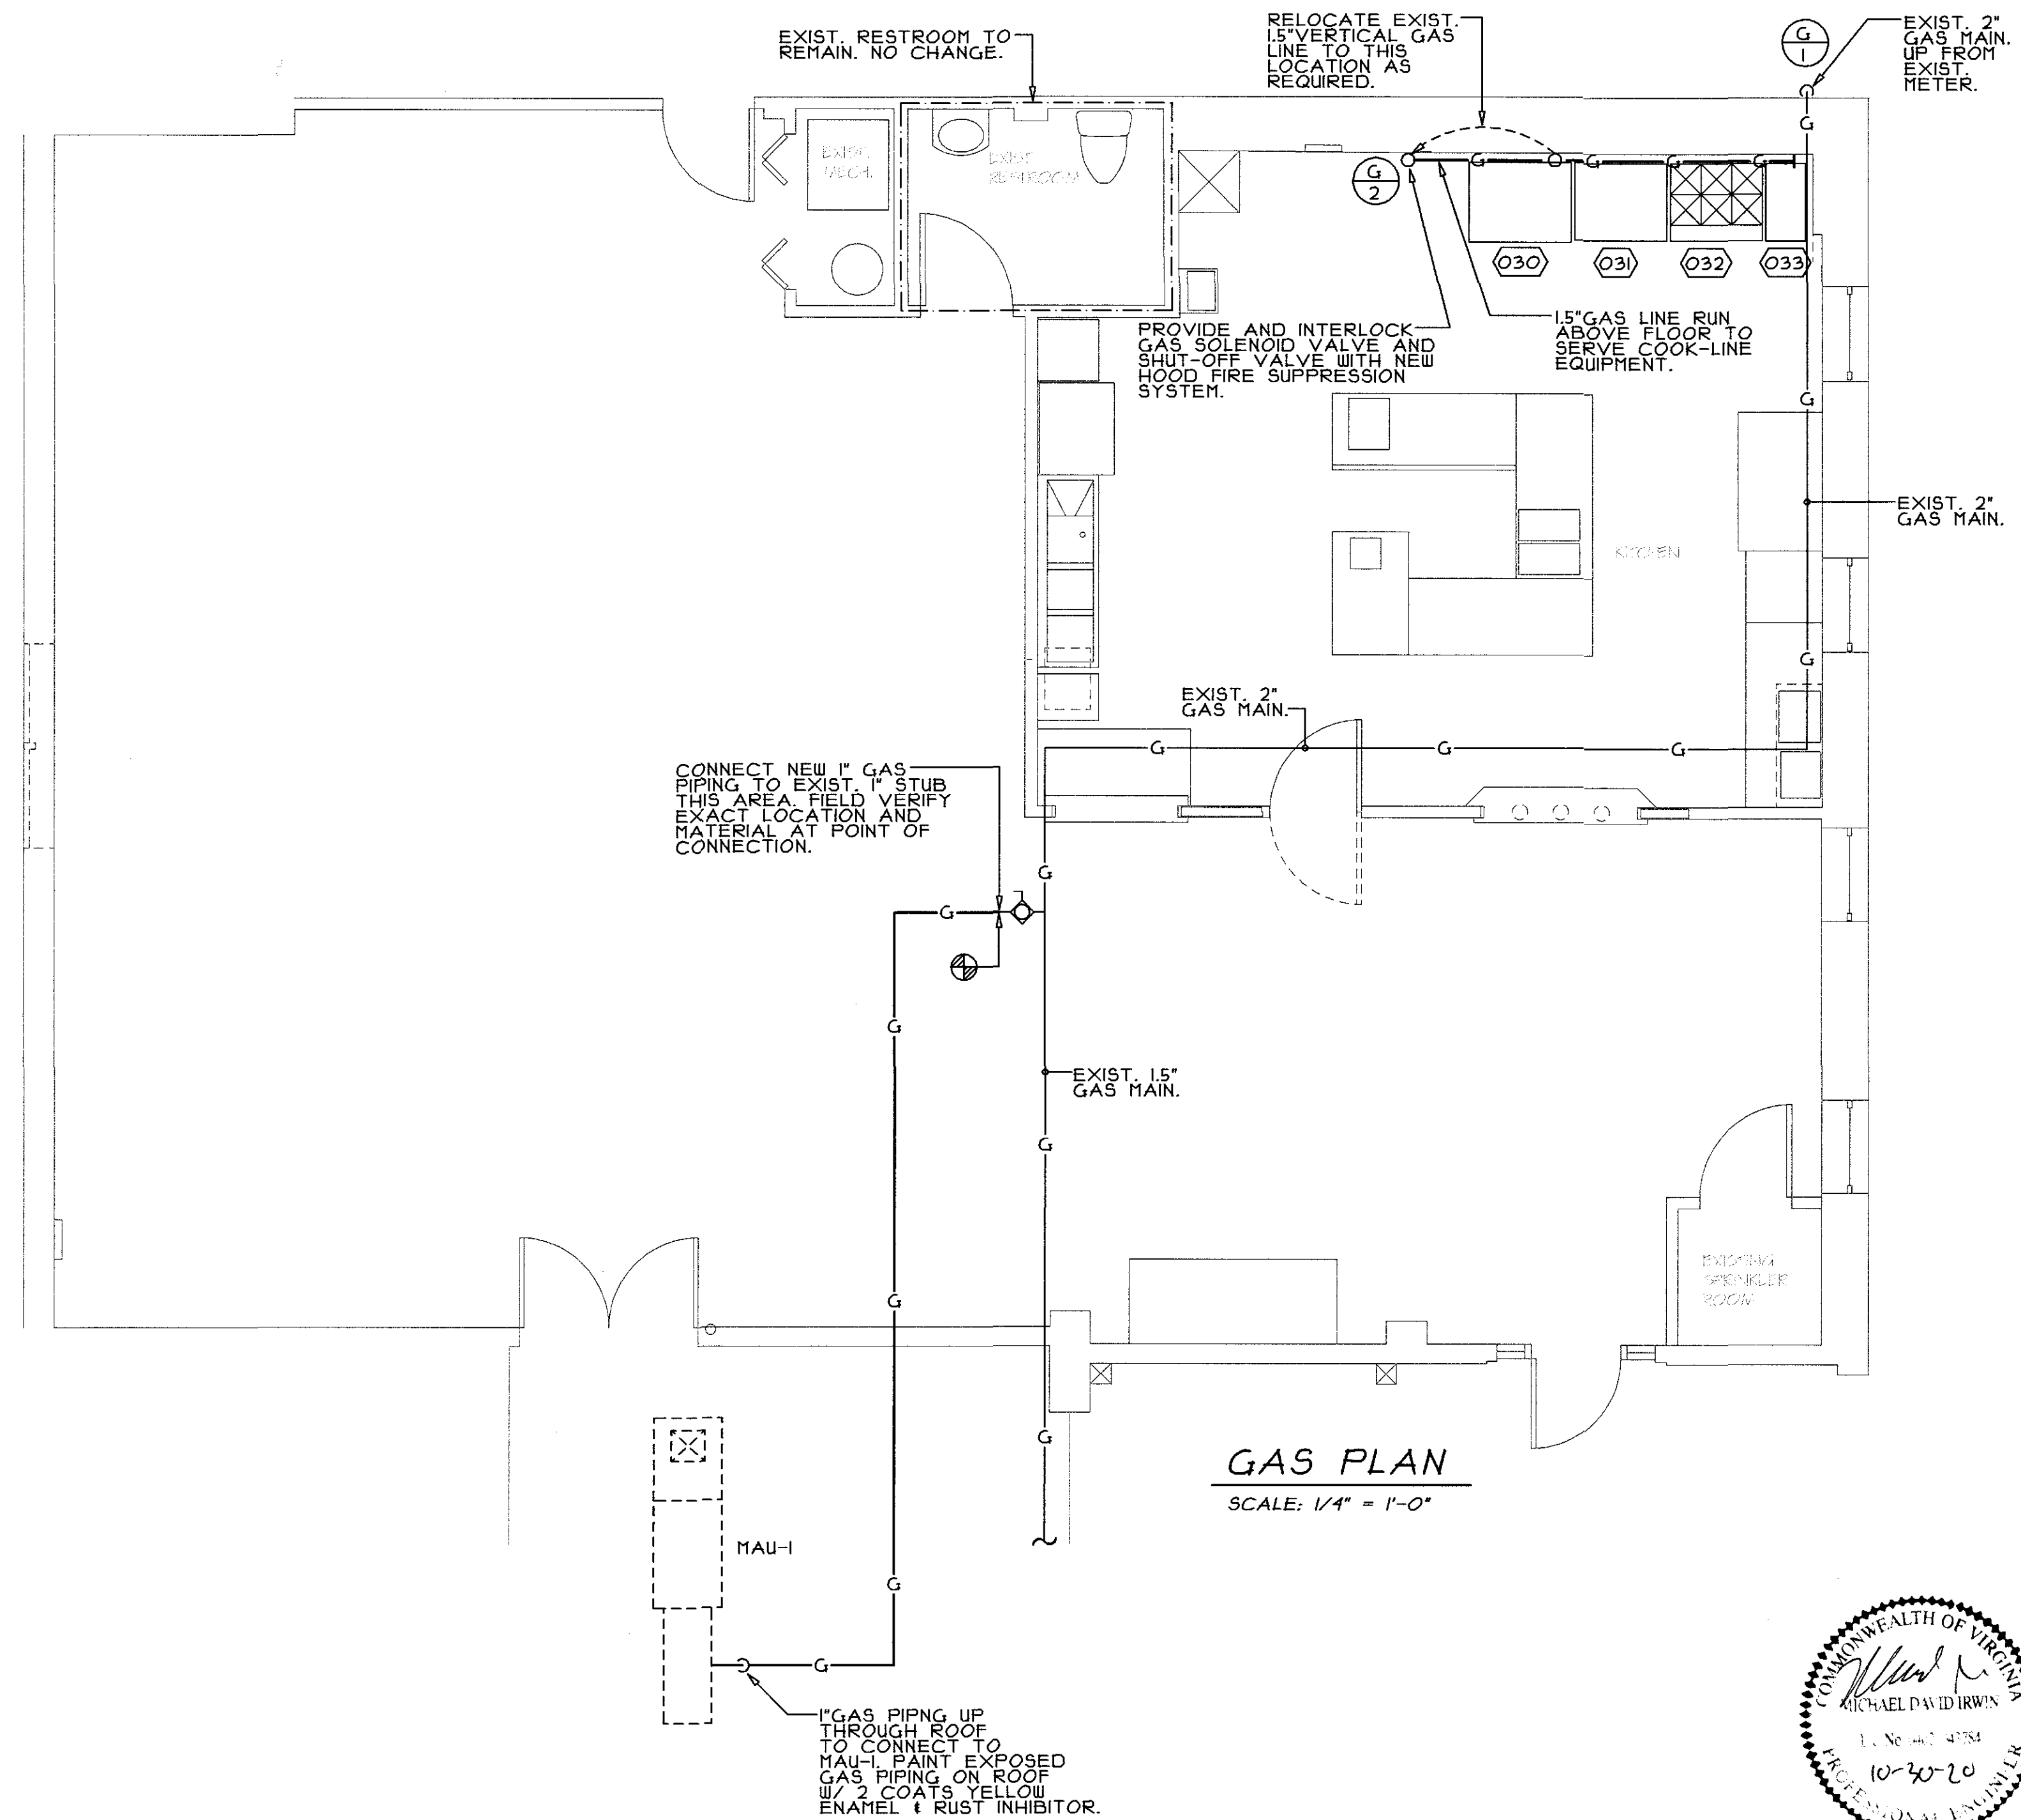 EXIST. RESTROOM TO
REMAIN. NO CHANGE.
RELOCATE EXIST.
1.5" VERTICAL GAS
LINE TO THIS
LOCATION AS
REQUIRED.
G
1
EXIST. 2"
GAS MAIN.
UP FROM
EXIST.
METER.
EXIST.
MECH.
EXIST
RESTROOM
G
G
2
G
G
G
G
030
031
032
033
PROVIDE AND INTERLOCK
GAS SOLENOID VALVE AND
SHUT-OFF VALVE WITH NEW
HOOD FIRE SUPPRESSION
SYSTEM.
1.5" GAS LINE RUN
ABOVE FLOOR TO
SERVE COOK-LINE
EQUIPMENT.
G
EXIST. 2"
GAS MAIN.
KITCHEN
G
EXIST. 2"
GAS MAIN.
G
G
G
CONNECT NEW 1" GAS
PIPING TO EXIST. 1" STUB
THIS AREA. FIELD VERIFY
EXACT LOCATION AND
MATERIAL AT POINT OF
CONNECTION.
G
G
G
EXIST. 1.5"
GAS MAIN.
G
EXISTING
SPRINKLER
ROOM
G
G
GAS PLAN
SCALE: 1/4" = 1'-0"
MAU-1
G
G
1" GAS PIPNG UP
THROUGH ROOF
TO CONNECT TO
MAU-1. PAINT EXPOSED
GAS PIPING ON ROOF
W/ 2 COATS YELLOW
ENAMEL & RUST INHIBITOR.
COMMONWEALTH OF VIRGINIA
MICHAEL DAVID IRWIN
10-30-20
PROFESSIONAL ENGINEER